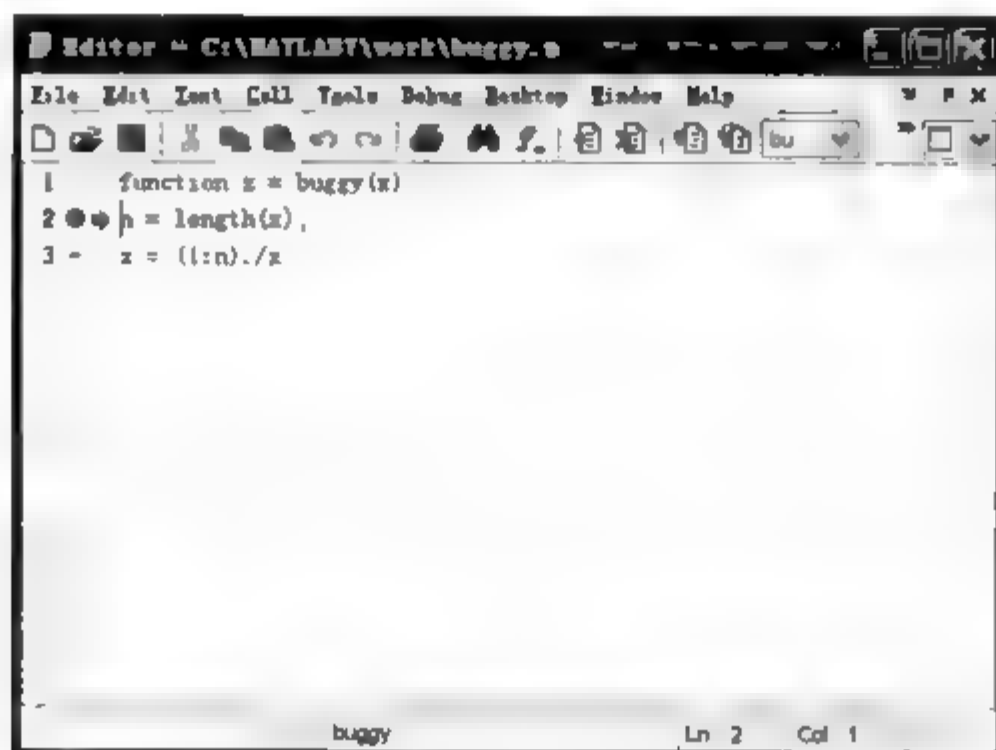 Editor - C:\MATLAB7\work\buggy.m
File Edit Text Cell Tools Debug Desktop Window Help
bu
1 function z = buggy(x)
2 n = length(x);
3 - z = (1:n)./x
buggy Ln 2 Col 1